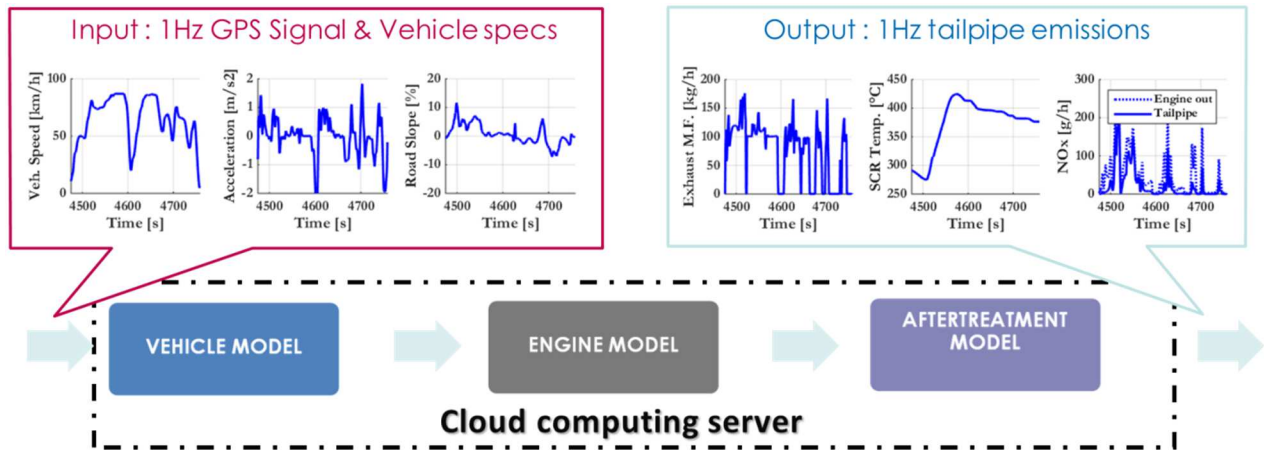 Input : 1Hz GPS Signal & Vehicle specs
Veh. Speed [km/h]
100
50
0
4500 4700
Time [s]
Acceleration [m/s2]
2
1
0
-1
-2
4500 4600 4700
Time [s]
Road Slope [%]
20
10
0
-10
-20
4500 4700
Time [s]
Output : 1Hz tailpipe emissions
Exhaust M.F. [kg/h]
200
150
100
50
0
4500 4600 4700
Time [s]
SCR Temp. [°C]
450
400
350
300
250
4500 4700
Time [s]
NOx [g/h]
300
200
100
0
Engine out
Tailpipe
4500 4600 4700
Time [s]
VEHICLE MODEL
ENGINE MODEL
AFTERTREATMENT
MODEL
Cloud computing server